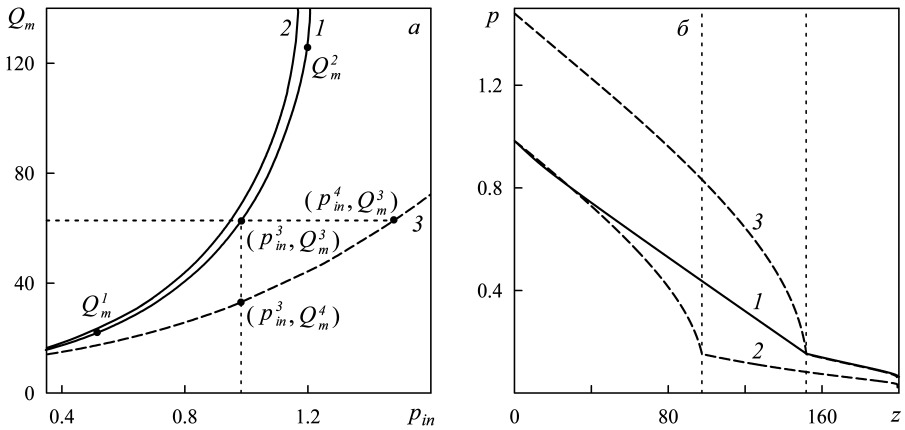 Q_m
2
1
а
120
Q_m^2
80
(p_in^4, Q_m^3)
3
(p_in^3, Q_m^3)
40
Q_m^1
(p_in^3, Q_m^4)
0
0.4
0.8
1.2
p_in
p
б
1.2
0.8
3
0.4
1
2
0
80
160
z